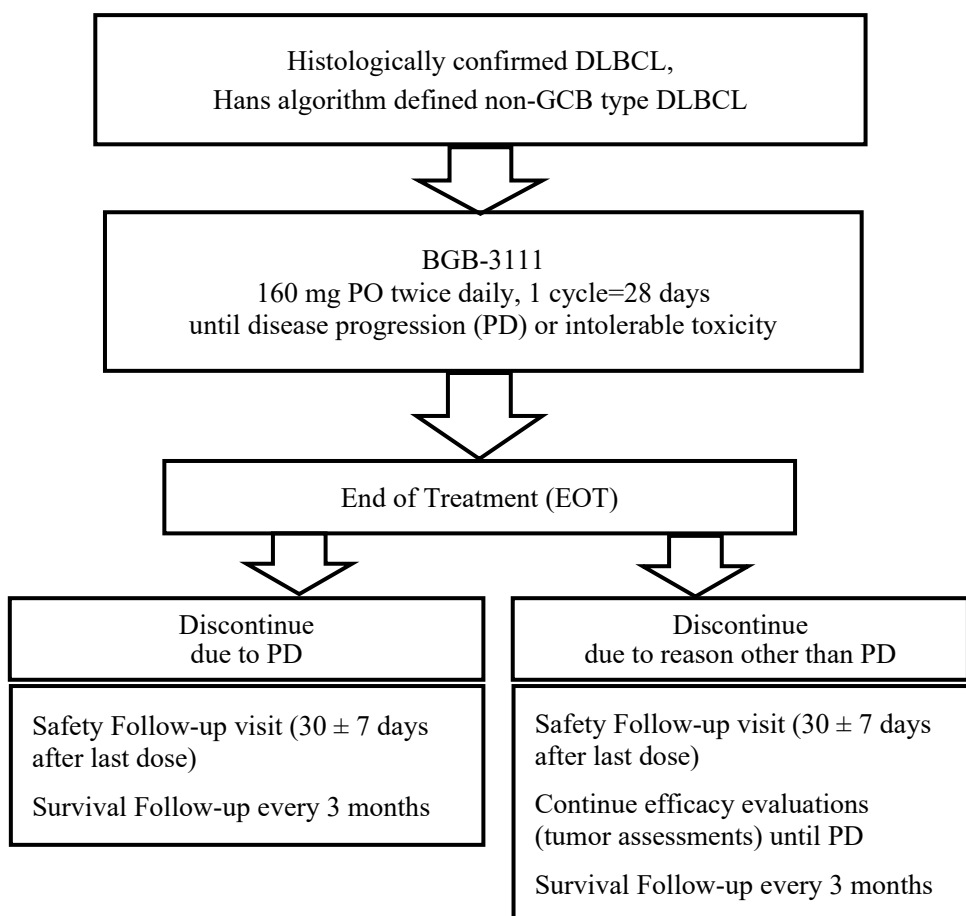 Histologically confirmed DLBCL,
Hans algorithm defined non-GCB type DLBCL
BGB-3111
160 mg PO twice daily, 1 cycle=28 days
until disease progression (PD) or intolerable toxicity
End of Treatment (EOT)
Discontinue
due to PD
Safety Follow-up visit (30 ± 7 days
after last dose)
Survival Follow-up every 3 months
Discontinue
due to reason other than PD
Safety Follow-up visit (30 ± 7 days
after last dose)
Continue efficacy evaluations
(tumor assessments) until PD
Survival Follow-up every 3 months